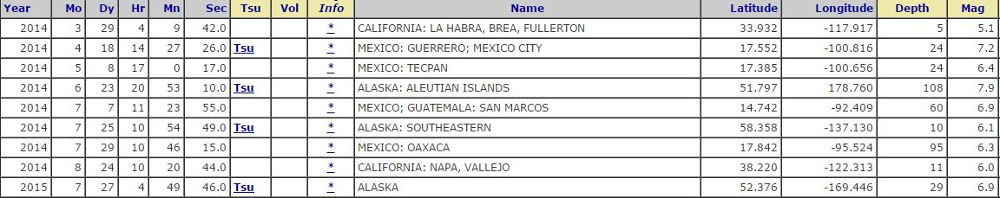 Year Mo Dy Hr Mn Sec Tsu Vol Info Name Latitude Longitude Depth Mag
2014 3 29 4 9 42.0 * CALIFORNIA: LA HABRA, BREA, FULLERTON 33.932 -117.917 5 5.1
2014 4 18 14 27 26.0 Tsu * MEXICO: GUERRERO; MEXICO CITY 17.552 -100.816 24 7.2
2014 5 8 17 0 17.0 * MEXICO: TECPAN 17.385 -100.656 24 6.4
2014 6 23 20 53 10.0 Tsu * ALASKA: ALEUTIAN ISLANDS 51.797 178.760 108 7.9
2014 7 7 11 23 55.0 * MEXICO; GUATEMALA: SAN MARCOS 14.742 -92.409 60 6.9
2014 7 25 10 54 49.0 Tsu * ALASKA: SOUTHEASTERN 58.358 -137.130 10 6.1
2014 7 29 10 46 15.0 * MEXICO: OAXACA 17.842 -95.524 95 6.3
2014 8 24 10 20 44.0 * CALIFORNIA: NAPA, VALLEJO 38.220 -122.313 11 6.0
2015 7 27 4 49 46.0 Tsu * ALASKA 52.376 -169.446 29 6.9